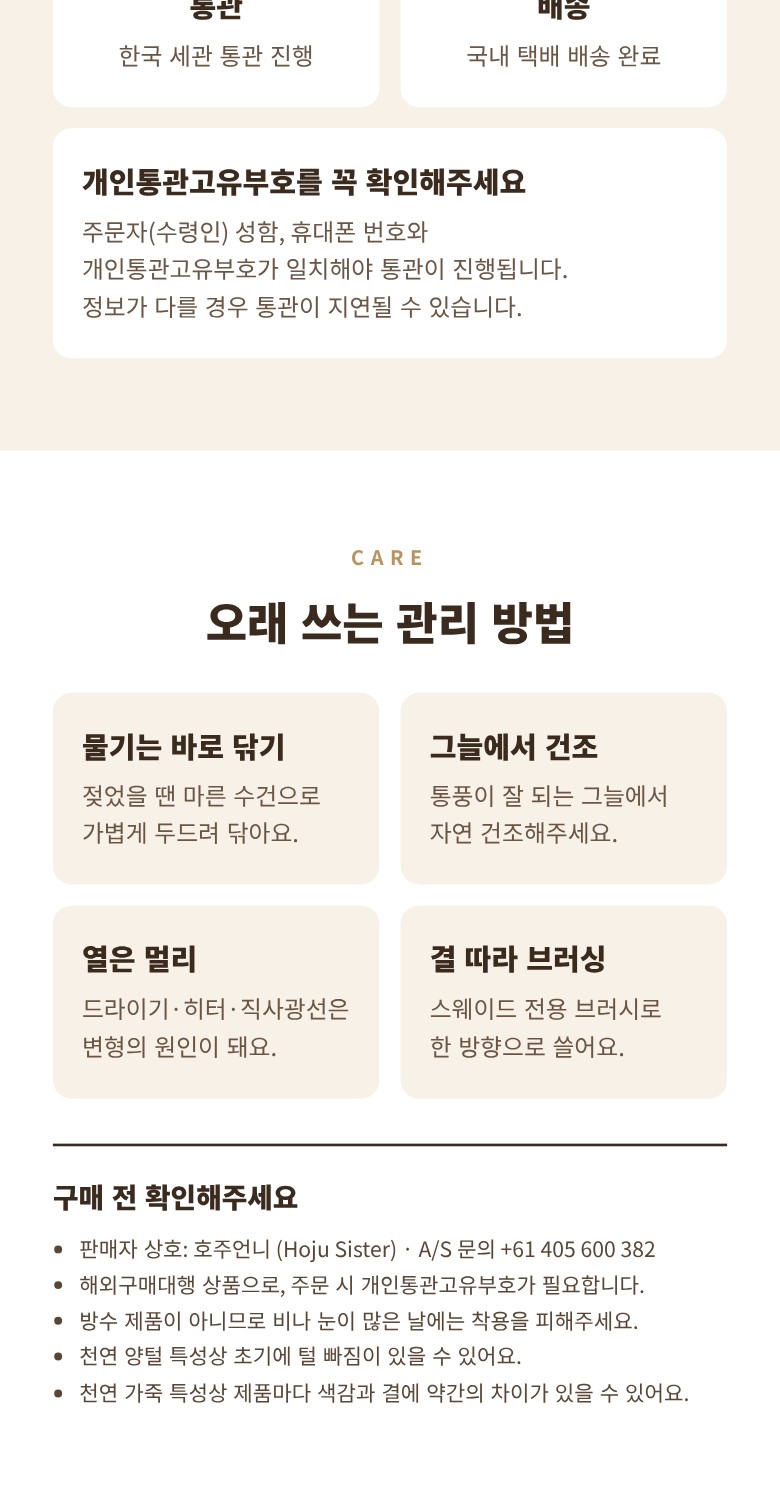 통관
배송
한국 세관 통관 진행
국내 택배 배송 완료
개인통관고유부호를 꼭 확인해주세요
주문자(수령인) 성함, 휴대폰 번호와
개인통관고유부호가 일치해야 통관이 진행됩니다.
정보가 다를 경우 통관이 지연될 수 있습니다.
CARE
오래 쓰는 관리 방법
물기는 바로 닦기
젖었을 땐 마른 수건으로
가볍게 두드려 닦아요.
그늘에서 건조
통풍이 잘 되는 그늘에서
자연 건조해주세요.
열은 멀리
드라이기·히터·직사광선은
변형의 원인이 돼요.
결 따라 브러싱
스웨이드 전용 브러시로
한 방향으로 쓸어요.
구매 전 확인해주세요
• 판매자 상호: 호주언니 (Hoju Sister) · A/S 문의 +61 405 600 382
• 해외구매대행 상품으로, 주문 시 개인통관고유부호가 필요합니다.
• 방수 제품이 아니므로 비나 눈이 많은 날에는 착용을 피해주세요.
• 천연 양털 특성상 초기에 털 빠짐이 있을 수 있어요.
• 천연 가죽 특성상 제품마다 색감과 결에 약간의 차이가 있을 수 있어요.